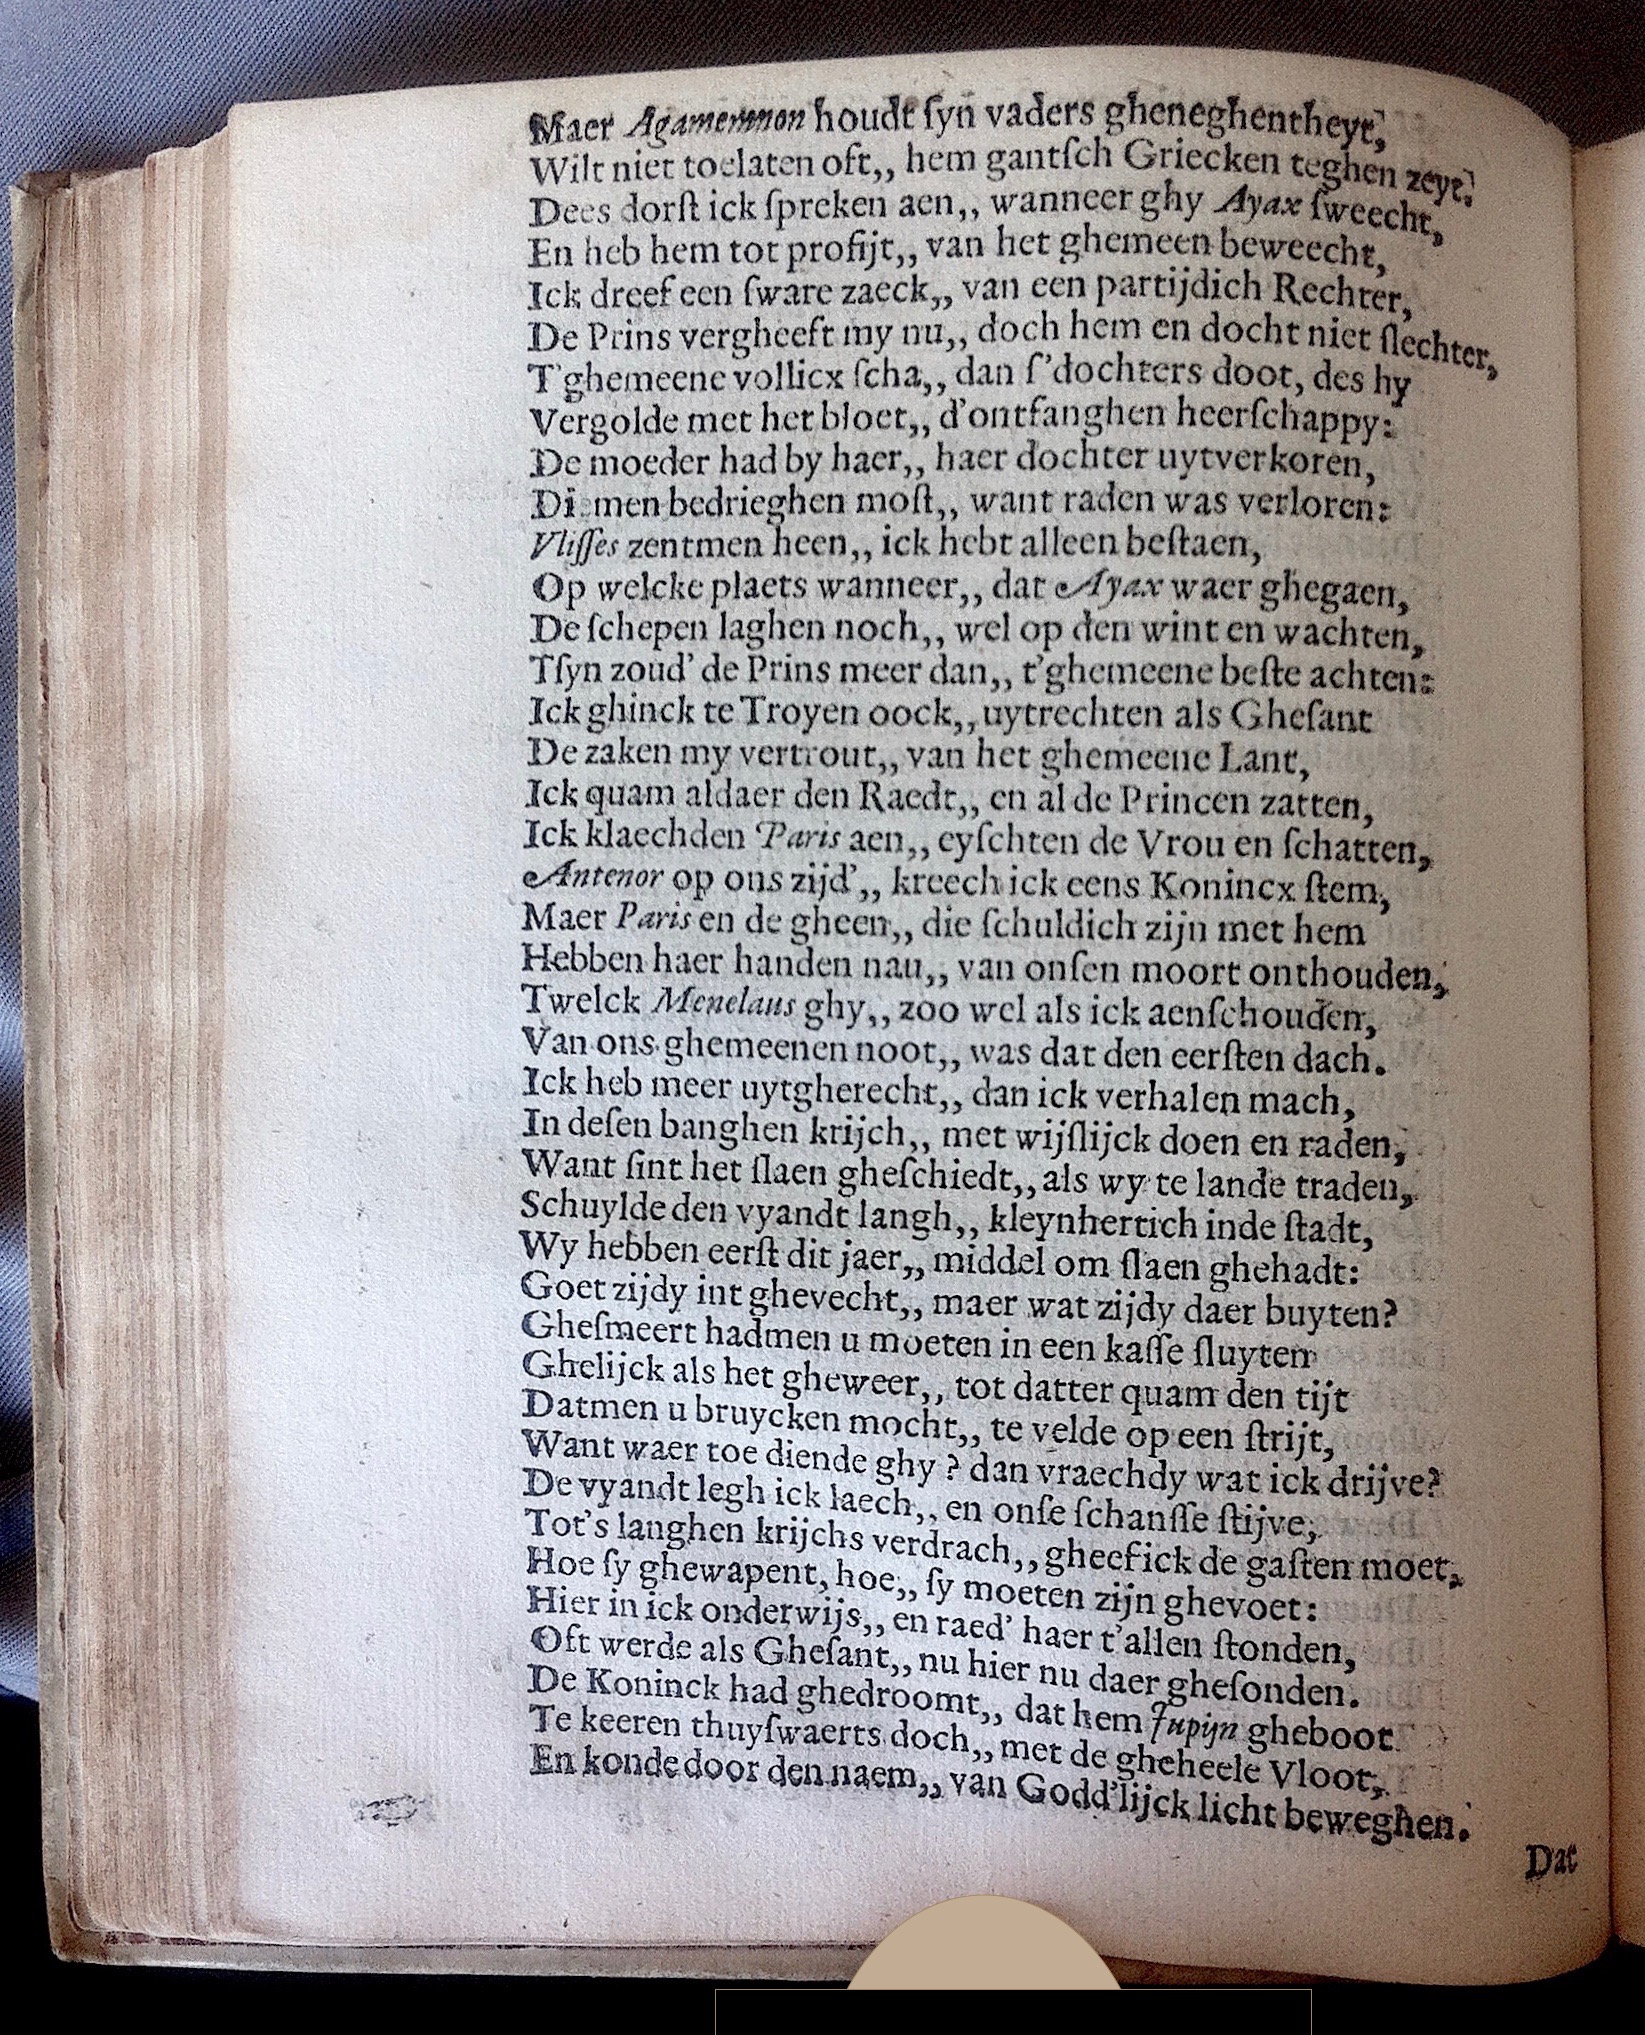 Maer Agamemnon houdt ſyn vaders gheneghentheyt,
Wilt niet toelaten oft,, hem gantſch Griecken teghen zeyt.
Dees dorſt ick ſpreken aen,, wanneer ghy Ayax ſweecht,
En heb hem tot profijt,, van het ghemeen beweecht,
Ick dreef een ſware zaeck,, van een partijdich Rechter,
De Prins vergheeft my nu,, doch hem en docht niet ſlechter,
T'ghemeene vollicx ſcha,, dan ſ'dochters doot, des hy
Vergolde met het bloet,, d'ontfanghen heerſchappy:
De moeder had by haer,, haer dochter uytverkoren,
Di men bedrieghen moſt,, want raden was verloren:
Vliſſes zentmen heen,, ick hebt alleen beſtaen,
Op welcke plaets wanneer,, dat Ayax waer ghegaen,
De ſchepen laghen noch,, wel op den wint en wachten,
Tſyn zoud' de Prins meer dan,, t'ghemeene beſte achten:
Ick ghinck te Troyen oock,, uytrechten als Gheſant
De zaken my vertrout,, van het ghemeene Lant,
Ick quam aldaer den Raedt,, en al de Princen zatten,
Ick klaechden Paris aen,, eyſchten de Vrou en ſchatten,
Antenor op ons zijd',, kreech ick eens Konincx ſtem,
Maer Paris en de gheen,, die ſchuldich zijn met hem
Hebben haer handen nau,, van onſen moort onthouden,
Twelck Menelaus ghy,, zoo wel als ick aenſchouden,
Van ons ghemeenen noot,, was dat den eerſten dach.
Ick heb meer uytgherecht,, dan ick verhalen mach,
In deſen banghen krijch,, met wijſlijck doen en raden,
Want ſint het ſlaen gheſchiedt,, als wy te lande traden,
Schuylde den vyandt langh,, kleynhertich inde ſtadt,
Wy hebben eerſt dit jaer,, middel om ſlaen ghehadt:
Goet zijdy int ghevecht,, maer wat zijdy daer buyten?
Gheſmeert hadmen u moeten in een kaſſe ſluyten
Ghelijck als het gheweer,, tot datter quam den tijt
Datmen u bruycken mocht,, te velde op een ſtrijt,
Want waer toe diende ghy ? dan vraechdy wat ick drijve?
De vyandt legh ick laech,, en onſe ſchanſſe ſtijve,
Tot's langhen krijchs verdrach,, gheef ick de gaſten moet,
Hoe ſy ghewapent, hoe,, ſy moeten zijn ghevoet:
Hier in ick onderwijs,, en raed' haer t'allen ſtonden,
Oft werde als Gheſant,, nu hier nu daer gheſonden.
De Koninck had ghedroomt,, dat hem Jupijn gheboot
Te keeren thuyſwaerts doch,, met de gheheele Vloot,
En konde door den naem,, van Godd'lijck licht beweghen.
Dat